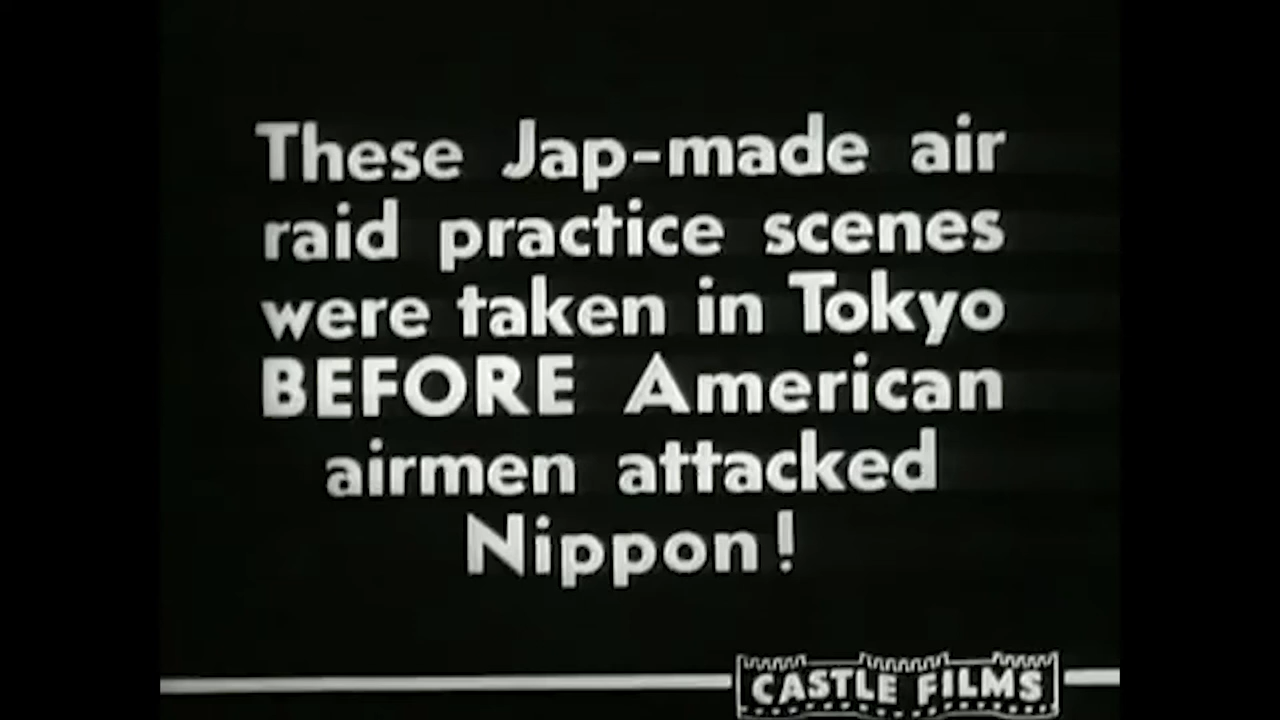 These Jap-made air
raid practice scenes
were taken in Tokyo
BEFORE American
airmen attacked
Nippon!
CASTLE FILMS